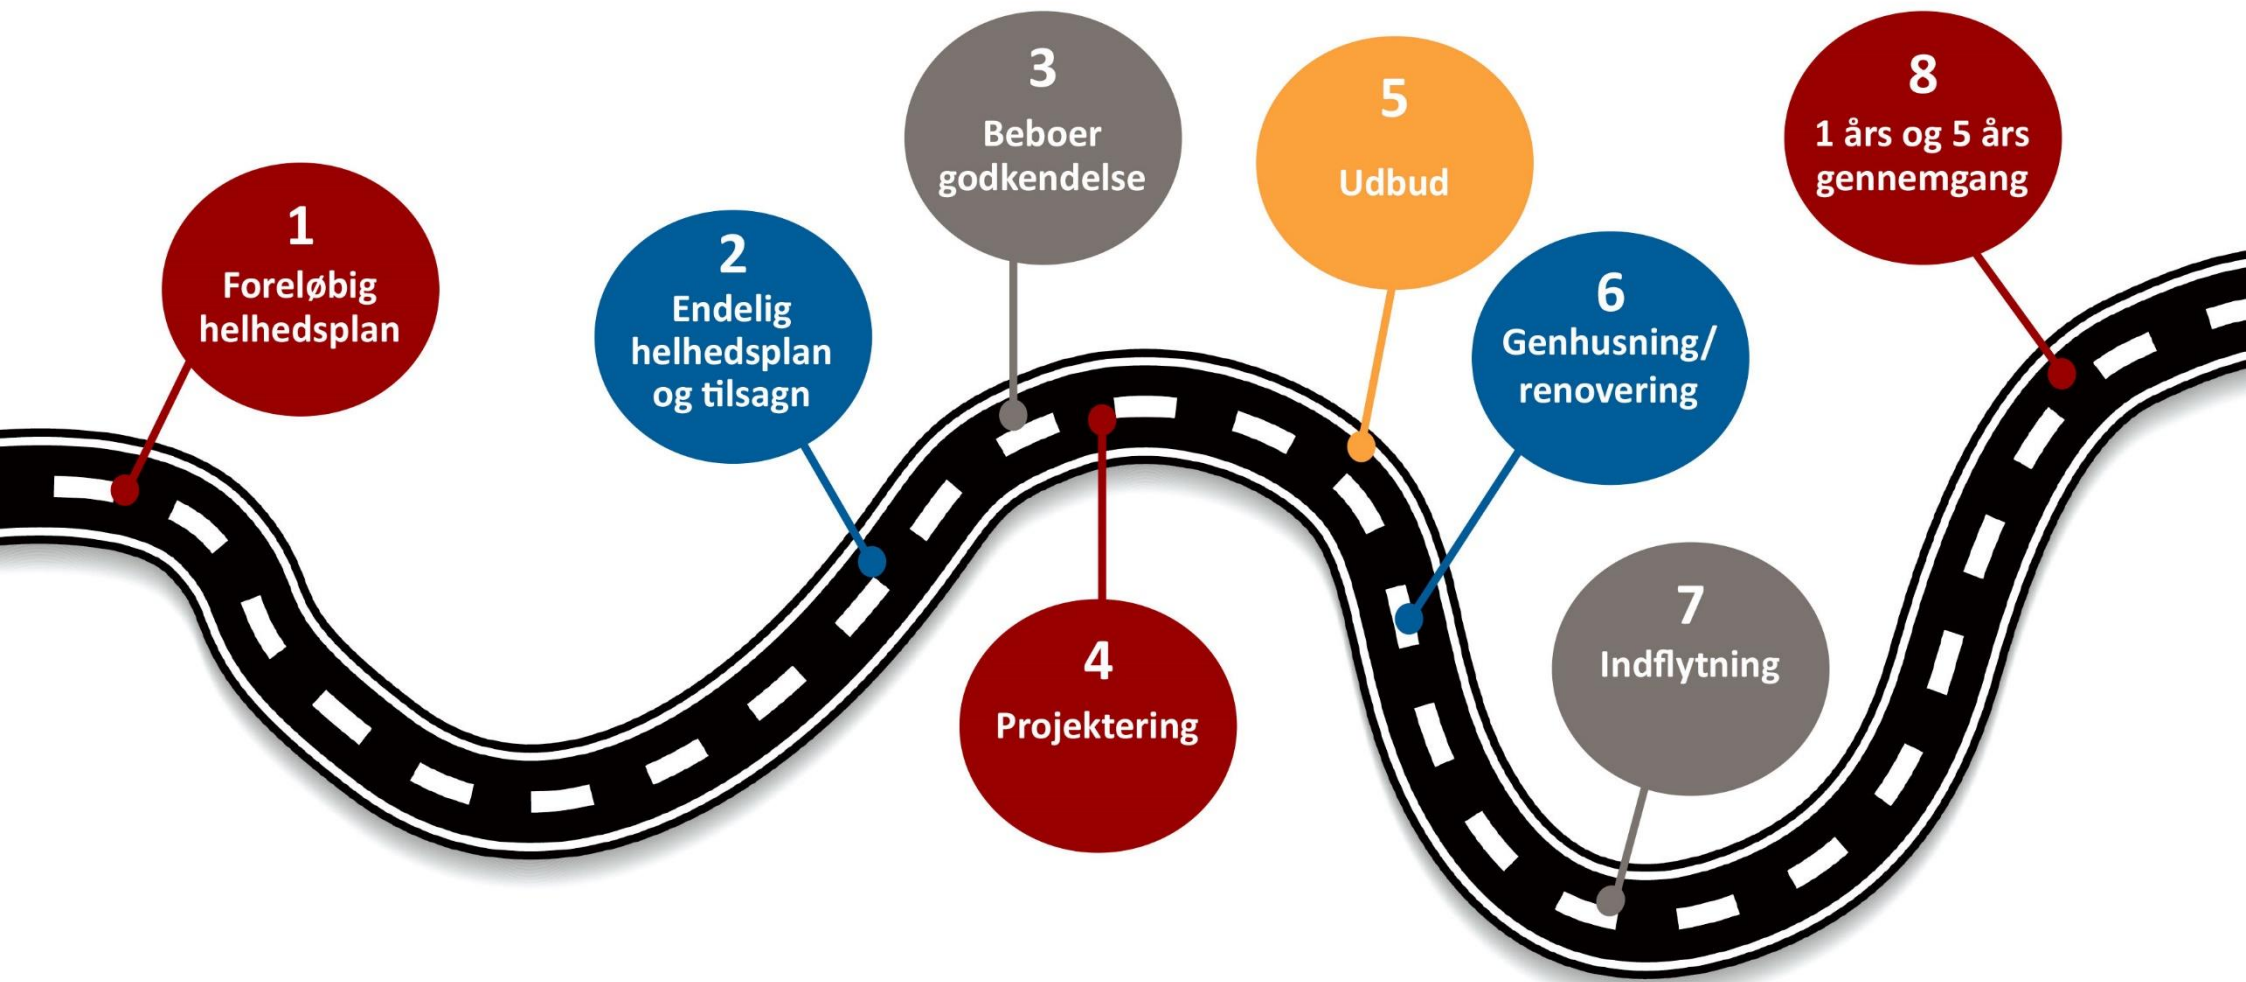 1
Foreløbig
helhedsplan
2
Endelig
helhedsplan
og tilsagn
3
Beboer
godkendelse
4
Projektering
5
Udbud
6
Genhusning/
renovering
7
Indflytning
8
1 års og 5 års
gennemgang